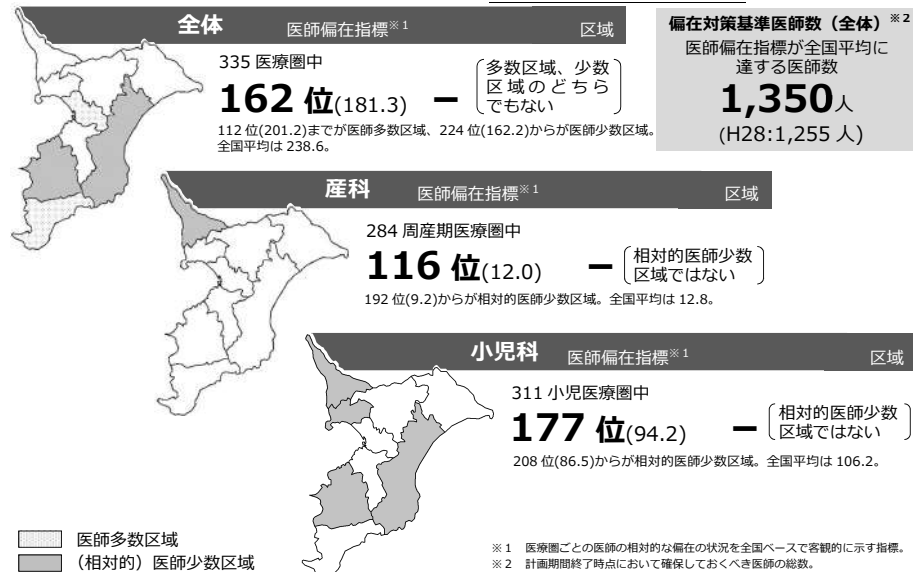 全体 医師偏在指標※1 区域
335 医療圏中
162 位(181.3) － 多数区域、少数
区域のどちら
でもない
112 位(201.2)までが医師多数区域、224 位(162.2)からが医師少数区域。
全国平均は 238.6。
偏在対策基準医師数（全体）※2
医師偏在指標が全国平均に
達する医師数
1,350人
(H28:1,255 人)
産科 医師偏在指標※1 区域
284 周産期医療圏中
116 位(12.0) － 相対的医師少数
区域ではない
192 位(9.2)からが相対的医師少数区域。全国平均は 12.8。
小児科 医師偏在指標※1 区域
311 小児医療圏中
177 位(94.2) － 相対的医師少数
区域ではない
208 位(86.5)からが相対的医師少数区域。全国平均は 106.2。
医師多数区域
（相対的）医師少数区域
※1 医療圏ごとの医師の相対的な偏在の状況を全国ベースで客観的に示す指標。
※2 計画期間終了時点において確保しておくべき医師の総数。